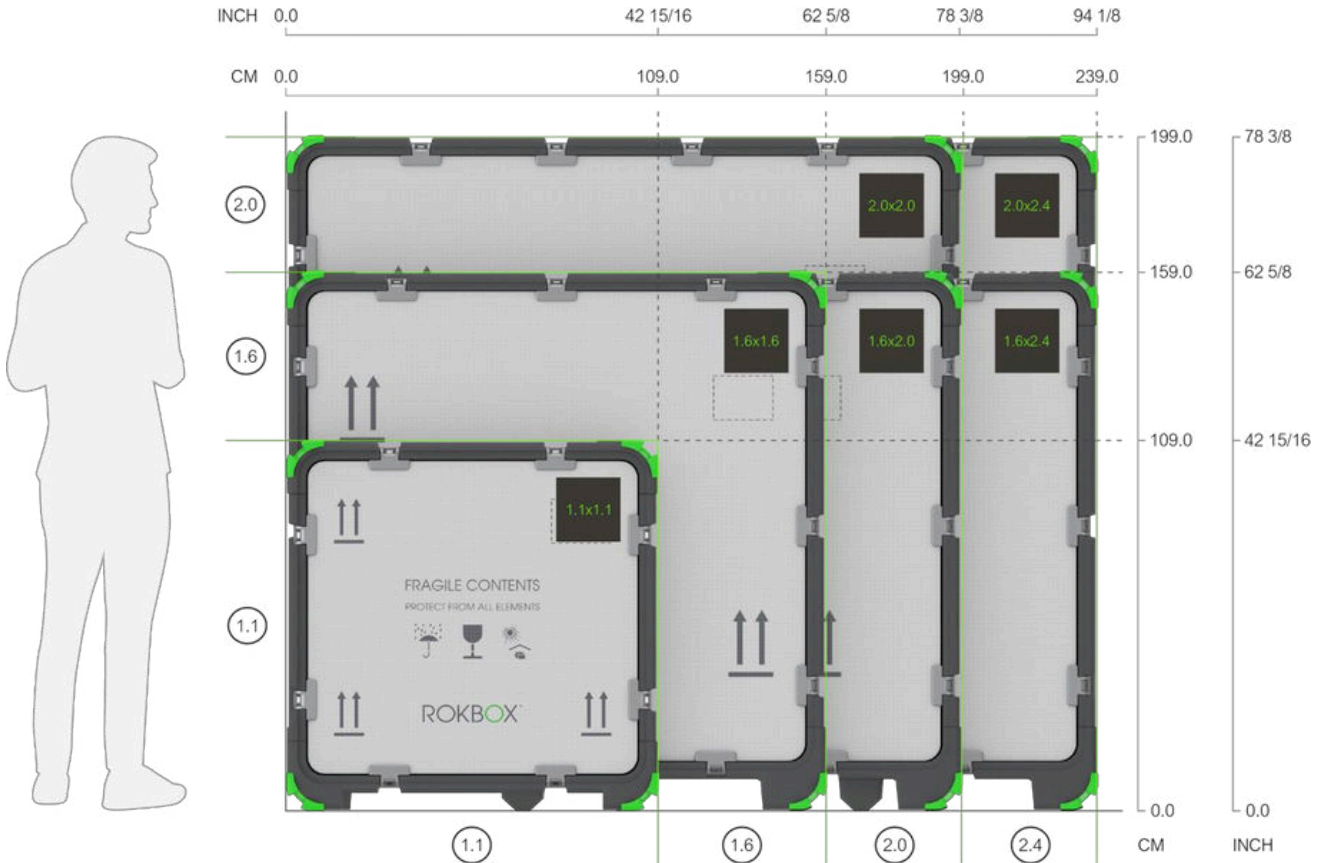 INCH 0.0 42 15/16 62 5/8 78 3/8 94 1/8
CM 0.0 109.0 159.0 199.0 239.0
199.0 78 3/8
2.0 2.0x2.0 2.0x2.4
159.0 62 5/8
1.6 1.6x1.6 1.6x2.0 1.6x2.4
109.0 42 15/16
1.1x1.1
FRAGILE CONTENTS
PROTECT FROM ALL ELEMENTS
1.1
ROKBOX™
0.0 0.0
1.1 1.6 2.0 2.4 CM INCH